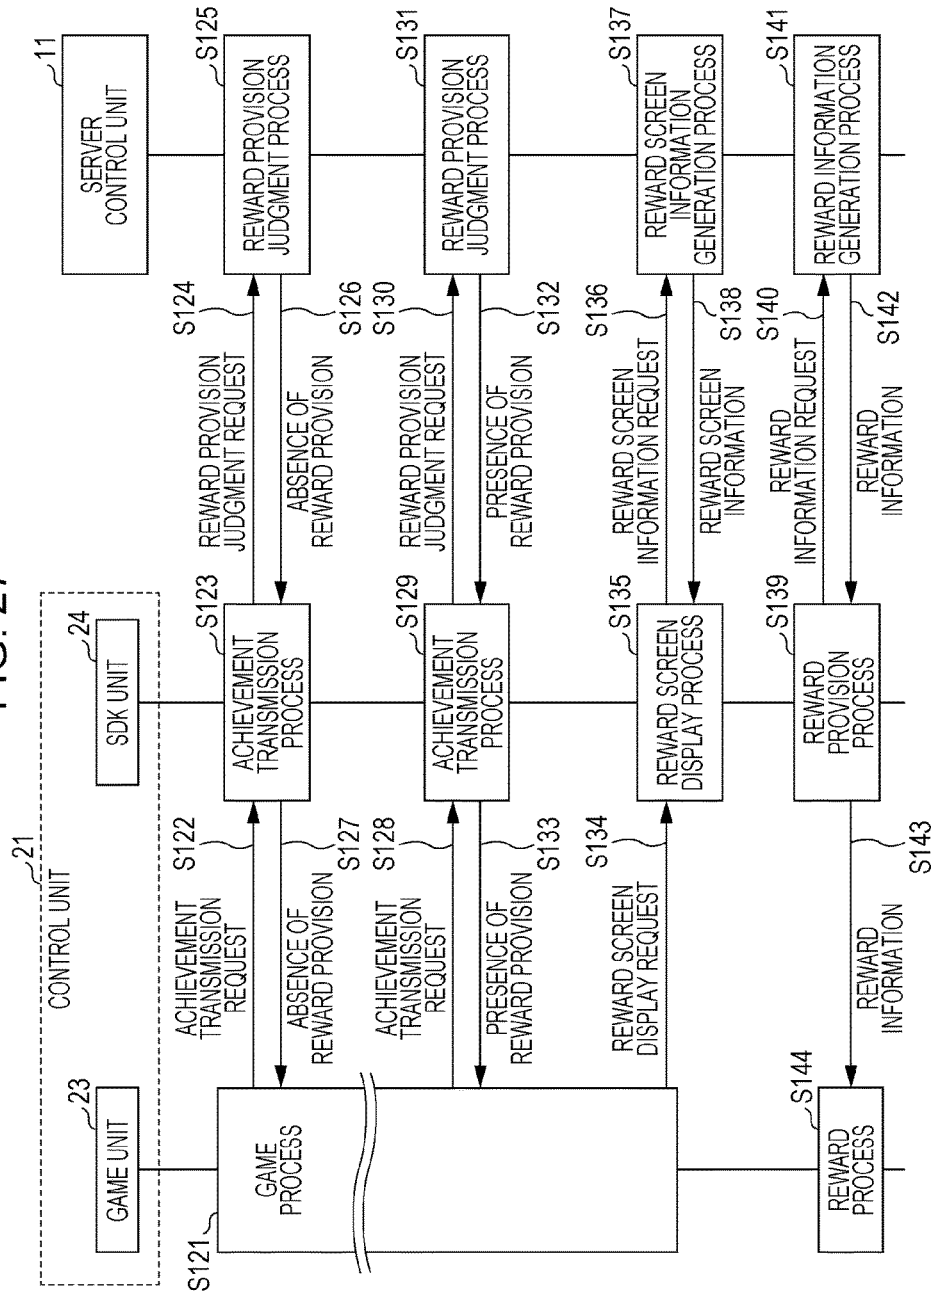 21
CONTROL UNIT
23
GAME UNIT
24
SDK UNIT
11
SERVER
CONTROL UNIT
S121
GAME
PROCESS
ACHIEVEMENT
TRANSMISSION
REQUEST
S122
S123
ACHIEVEMENT
TRANSMISSION
PROCESS
REWARD PROVISION
JUDGMENT REQUEST
S124
S125
REWARD PROVISION
JUDGMENT PROCESS
ABSENCE OF
REWARD PROVISION
S126
ABSENCE OF
REWARD PROVISION
S127
ACHIEVEMENT
TRANSMISSION
REQUEST
S128
S129
ACHIEVEMENT
TRANSMISSION
PROCESS
REWARD PROVISION
JUDGMENT REQUEST
S130
S131
REWARD PROVISION
JUDGMENT PROCESS
PRESENCE OF
REWARD PROVISION
S132
PRESENCE OF
REWARD PROVISION
S133
REWARD SCREEN
DISPLAY REQUEST
S134
S135
REWARD SCREEN
DISPLAY PROCESS
REWARD SCREEN
INFORMATION REQUEST
S136
S137
REWARD SCREEN
INFORMATION
GENERATION PROCESS
REWARD SCREEN
INFORMATION
S138
S139
REWARD
PROVISION
PROCESS
REWARD
INFORMATION REQUEST
S140
S141
REWARD INFORMATION
GENERATION PROCESS
REWARD
INFORMATION
S142
REWARD
INFORMATION
S143
S144
REWARD PROCESS